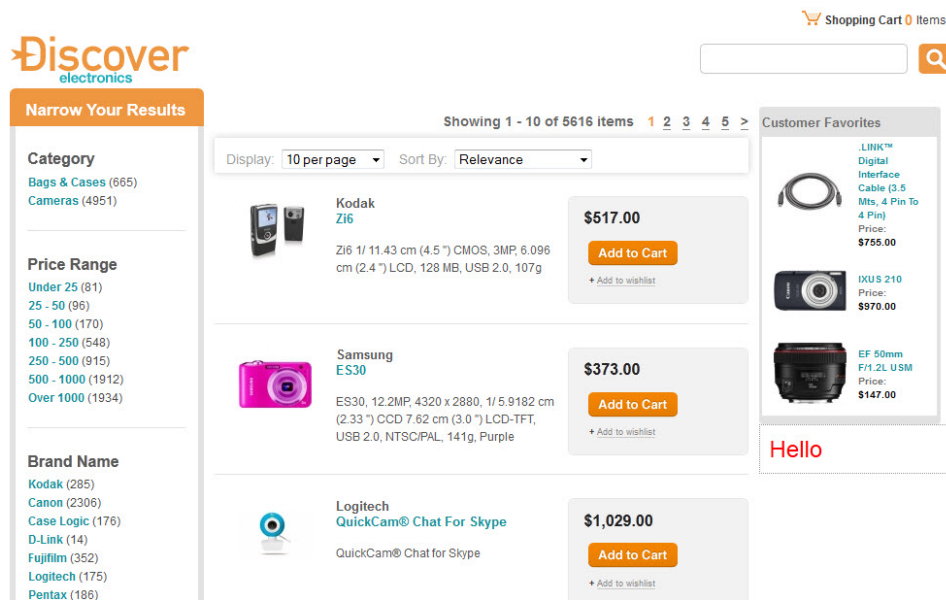 Shopping Cart 0 Items
Discover
electronics
Narrow Your Results
Category
Bags & Cases (665)
Cameras (4951)
Price Range
Under 25 (81)
25 - 50 (96)
50 - 100 (170)
100 - 250 (548)
250 - 500 (915)
500 - 1000 (1912)
Over 1000 (1934)
Brand Name
Kodak (285)
Canon (2306)
Case Logic (176)
D-Link (14)
Fujifilm (352)
Logitech (175)
Pentax (186)
Showing 1 - 10 of 5616 items 1 2 3 4 5 >
Display: 10 per page Sort By: Relevance
Kodak
Zi6
Zi6 1/ 11.43 cm (4.5 ") CMOS, 3MP, 6.096
cm (2.4 ") LCD, 128 MB, USB 2.0, 107g
$517.00
Add to Cart
+ Add to wishlist
Samsung
ES30
ES30, 12.2MP, 4320 x 2880, 1/ 5.9182 cm
(2.33 ") CCD 7.62 cm (3.0 ") LCD-TFT,
USB 2.0, NTSC/PAL, 141g, Purple
$373.00
Add to Cart
+ Add to wishlist
Logitech
QuickCam® Chat For Skype
QuickCam® Chat for Skype
$1,029.00
Add to Cart
+ Add to wishlist
Customer Favorites
.LINK™
Digital
Interface
Cable (3.5
Mts, 4 Pin To
4 Pin)
Price:
$755.00
IXUS 210
Price:
$970.00
EF 50mm
F/1.2L USM
Price:
$147.00
Hello